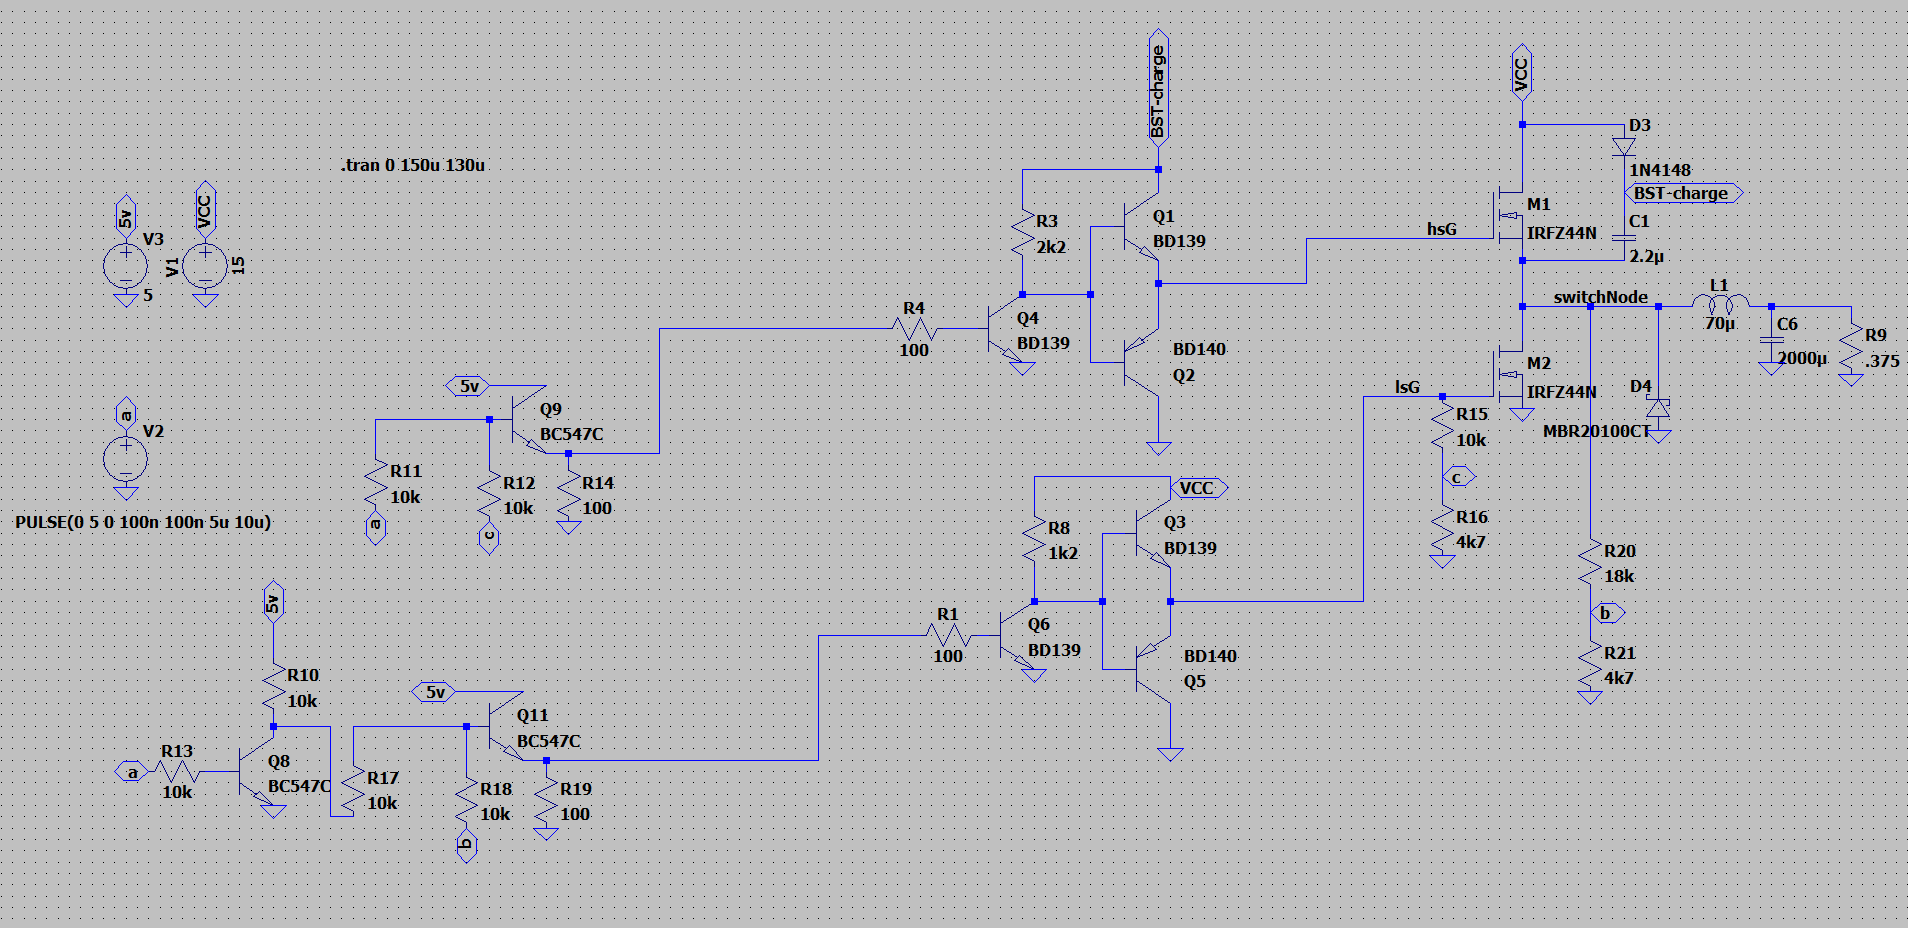 BST-charge
VCC
D3
1N4148
BST-charge
C1
2.2µ
M1
IRFZ44N
hsG
.tran 0 150u 130u
5v
VCC
V3
5
V1
15
R3
2k2
Q1
BD139
R4
100
Q4
BD139
BD140
Q2
switchNode
L1
70µ
C6
2000µ
R9
.375
M2
IRFZ44N
D4
MBR20100CT
lsG
R15
10k
c
R16
4k7
5v
Q9
BC547C
R11
10k
a
R12
10k
c
R14
100
a
V2
PULSE(0 5 0 100n 100n 5u 10u)
VCC
R8
1k2
Q3
BD139
R1
100
Q6
BD139
BD140
Q5
R20
18k
b
R21
4k7
5v
R10
10k
5v
Q11
BC547C
a
R13
10k
Q8
BC547C
R17
10k
R18
10k
b
R19
100